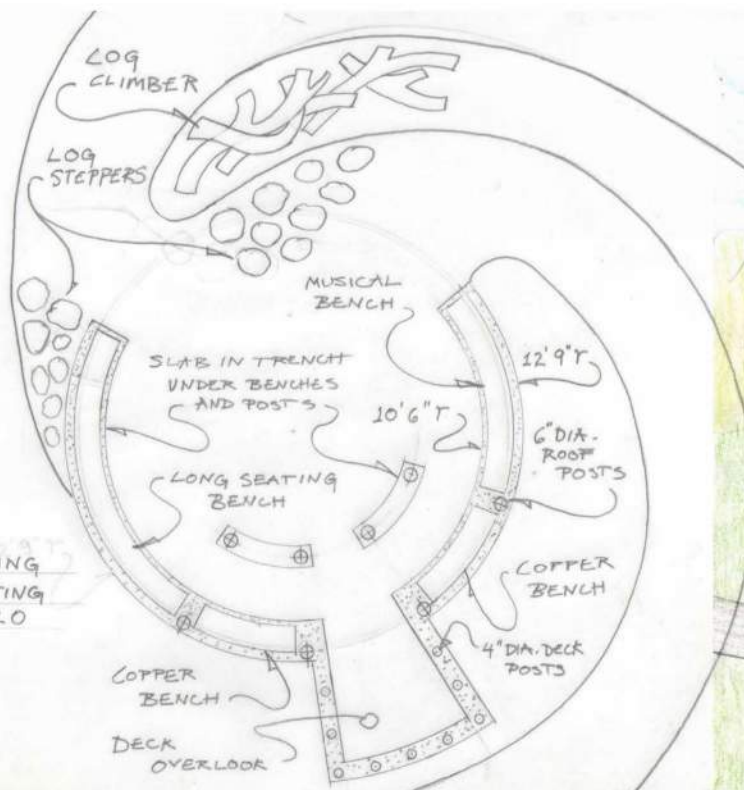 LOG
CLIMBER
LOG
STEPPERS
MUSICAL
BENCH
SLAB IN TRENCH
UNDER BENCHES
AND POSTS
12'9"r
10'6"r
6" DIA.
ROOF
POSTS
LONG SEATING
BENCH
ING
TING
LO
COPPER
BENCH
4" DIA. DECK
POSTS
COPPER
BENCH
DECK
OVERLOOK